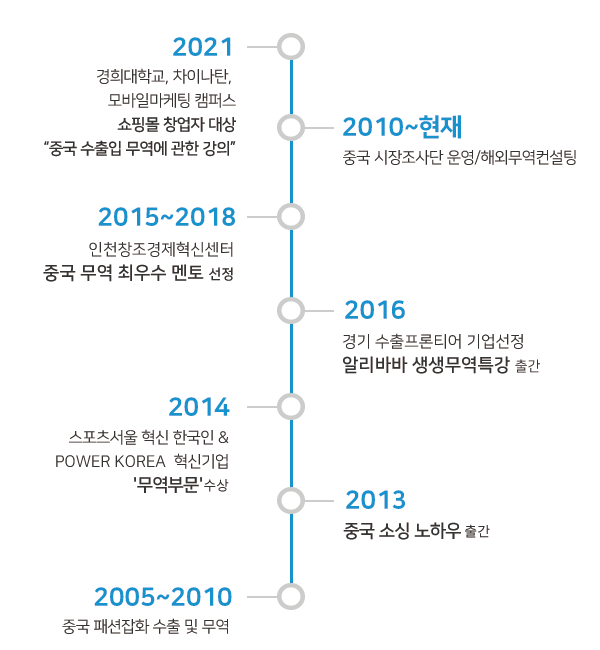 2021
경희대학교, 차이나탄,
모바일마케팅 캠퍼스
쇼핑몰 창업자 대상
“중국 수출입 무역에 관한 강의”
2010~현재
중국 시장조사단 운영/해외무역컨설팅
2015~2018
인천창조경제혁신센터
중국 무역 최우수 멘토 선정
2016
경기 수출프론티어 기업선정
알리바바 생생무역특강 출간
2014
스포츠서울 혁신 한국인 &
POWER KOREA 혁신기업
'무역부문'수상
2013
중국 소싱 노하우 출간
2005~2010
중국 패션잡화 수출 및 무역